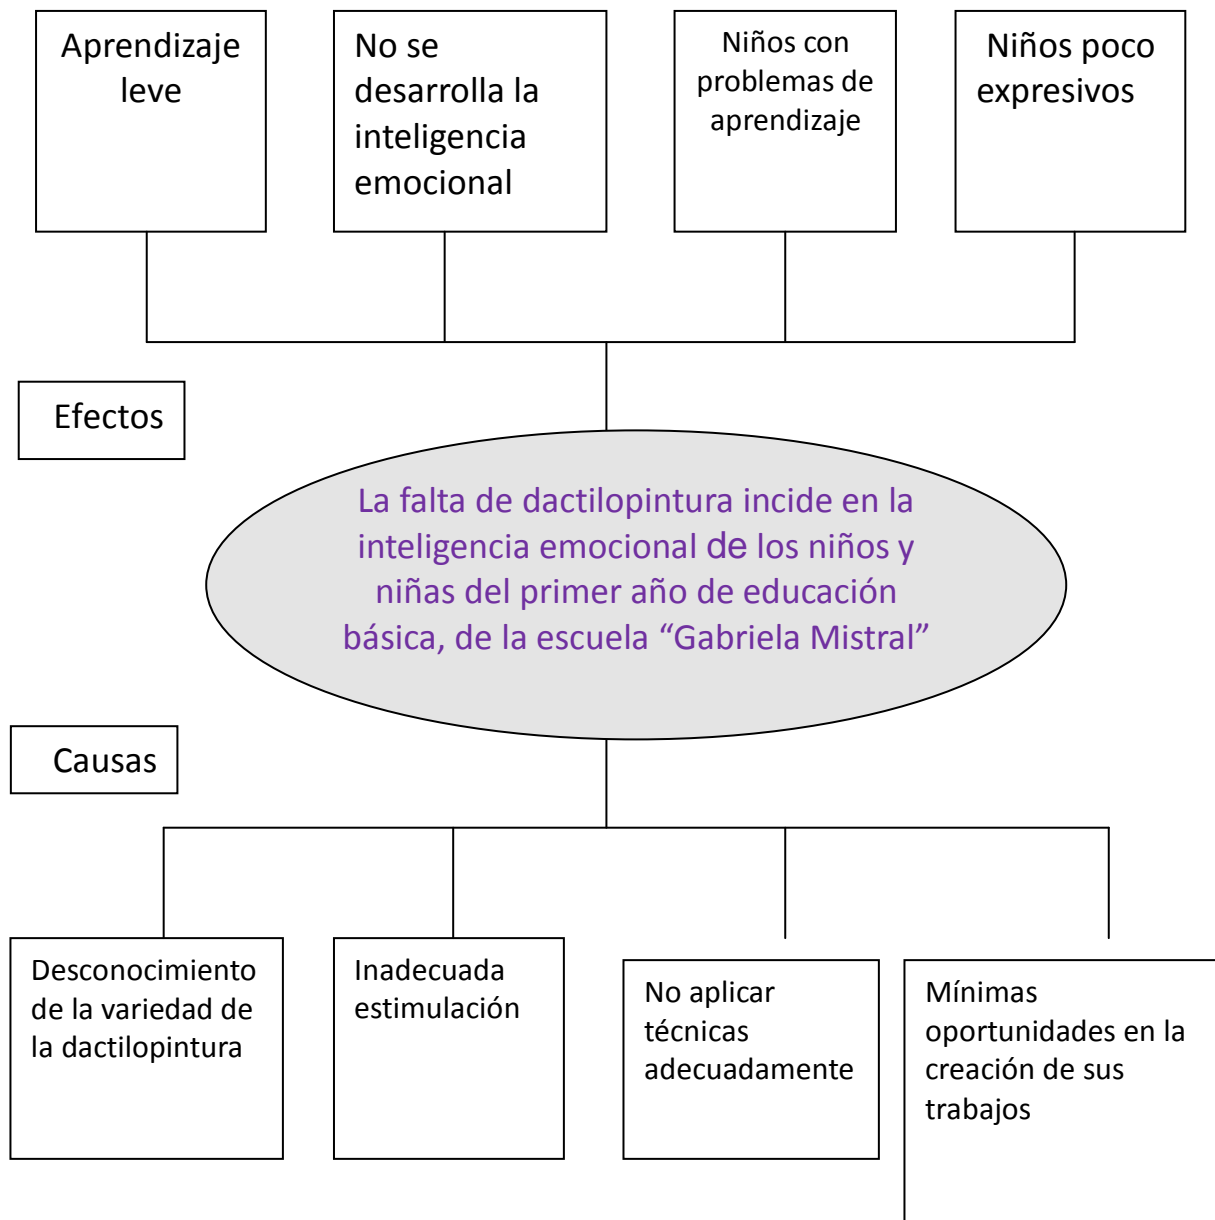 Aprendizaje
leve
No se
desarrolla la
inteligencia
emocional
Niños con
problemas de
aprendizaje
Niños poco
expresivos
Efectos
La falta de dactilopintura incide en la
inteligencia emocional de los niños y
niñas del primer año de educación
básica, de la escuela “Gabriela Mistral”
Causas
Desconocimiento
de la variedad de
la dactilopintura
Inadecuada
estimulación
No aplicar
técnicas
adecuadamente
Mínimas
oportunidades en la
creación de sus
trabajos